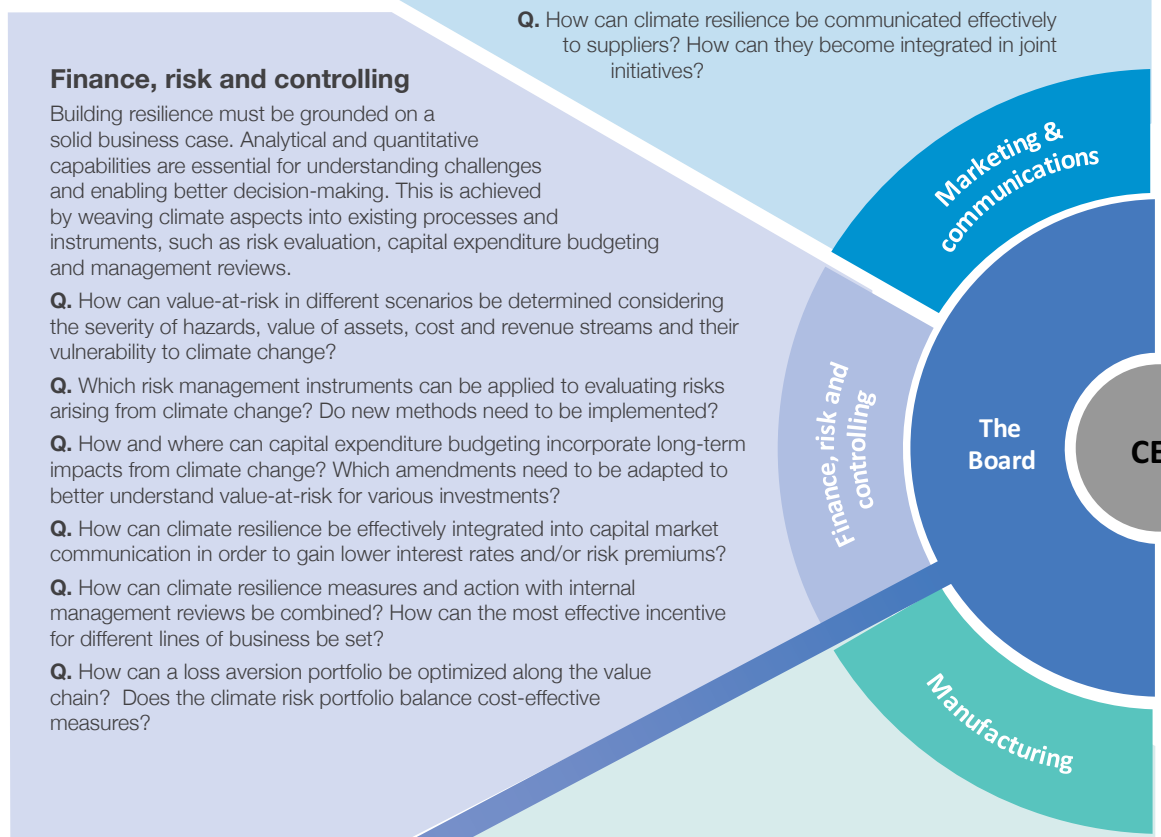 Q. How can climate resilience be communicated effectively
to suppliers? How can they become integrated in joint
initiatives?
Finance, risk and controlling
Building resilience must be grounded on a
solid business case. Analytical and quantitative
capabilities are essential for understanding challenges
and enabling better decision-making. This is achieved
by weaving climate aspects into existing processes and
instruments, such as risk evaluation, capital expenditure budgeting
and management reviews.
Q. How can value-at-risk in different scenarios be determined considering
the severity of hazards, value of assets, cost and revenue streams and their
vulnerability to climate change?
Q. Which risk management instruments can be applied to evaluating risks
arising from climate change? Do new methods need to be implemented?
Q. How and where can capital expenditure budgeting incorporate long-term
impacts from climate change? Which amendments need to be adapted to
better understand value-at-risk for various investments?
Q. How can climate resilience be effectively integrated into capital market
communication in order to gain lower interest rates and/or risk premiums?
Q. How can climate resilience measures and action with internal
management reviews be combined? How can the most effective incentive
for different lines of business be set?
Q. How can a loss aversion portfolio be optimized along the value
chain?  Does the climate risk portfolio balance cost-effective
measures?
Marketing &
communications
Finance, risk and
controlling
The
Board
CE
Manufacturing